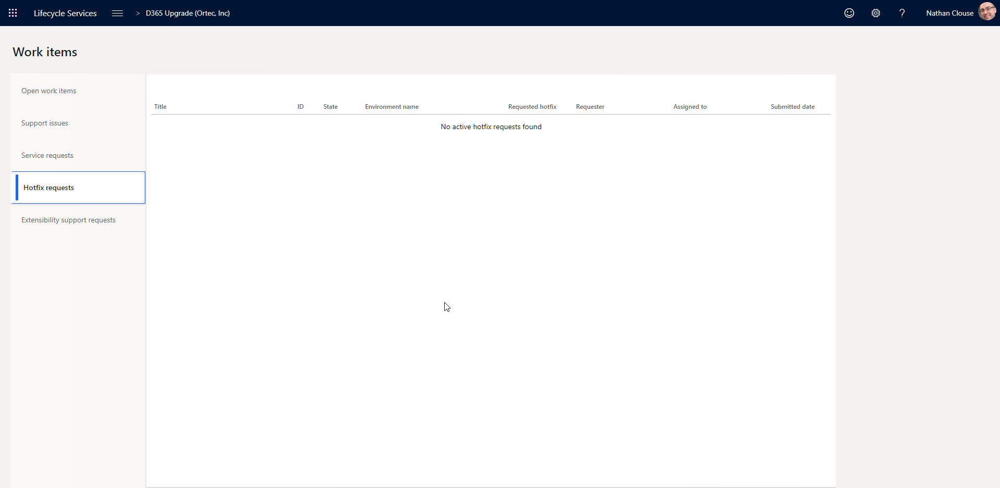 Lifecycle Services > D365 Upgrade (Ortec, Inc) ? Nathan Clouse
Work items
Open work items
Support issues
Service requests
Hotfix requests
Extensibility support requests
Title ID State Environment name Requested hotfix Requester Assigned to Submitted date
No active hotfix requests found